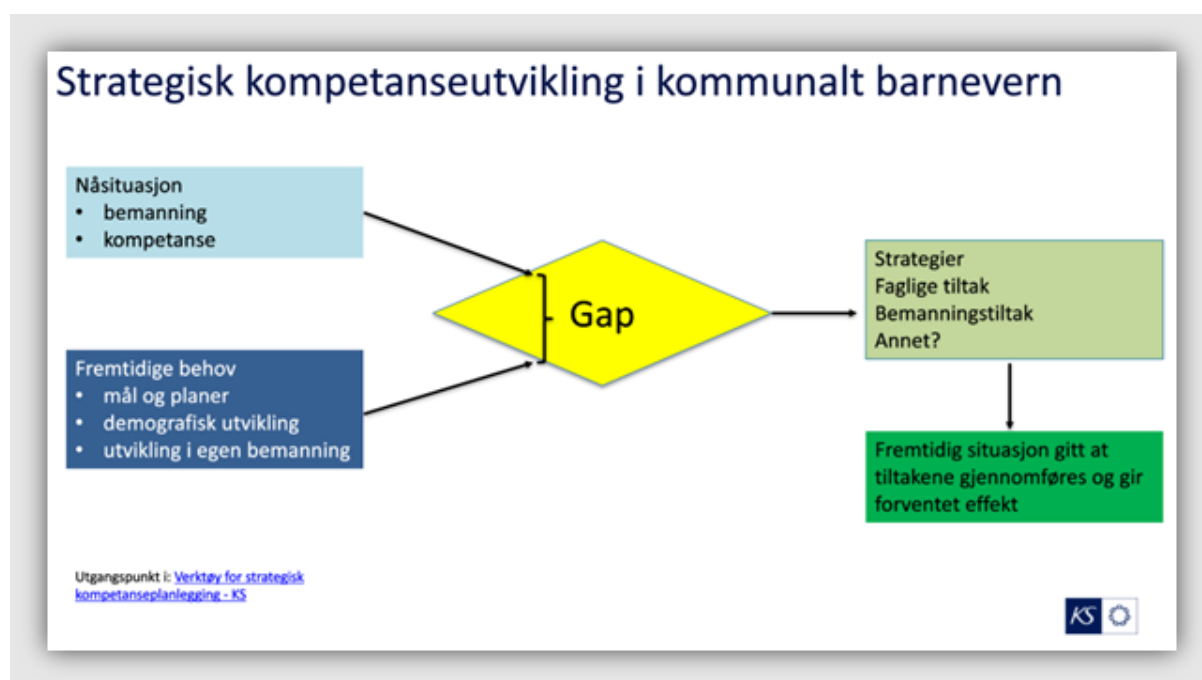 Strategisk kompetanseutvikling i kommunalt barnevern
Nåsituasjon
• bemanning
• kompetanse
Fremtidige behov
• mål og planer
• demografisk utvikling
• utvikling i egen bemanning
Gap
Strategier
Faglige tiltak
Bemanningstiltak
Annet?
Fremtidig situasjon gitt at
tiltakene gjennomføres og gir
forventet effekt
Utgangspunkt i: Verktøy for strategisk
kompetanseplanlegging - KS
KS